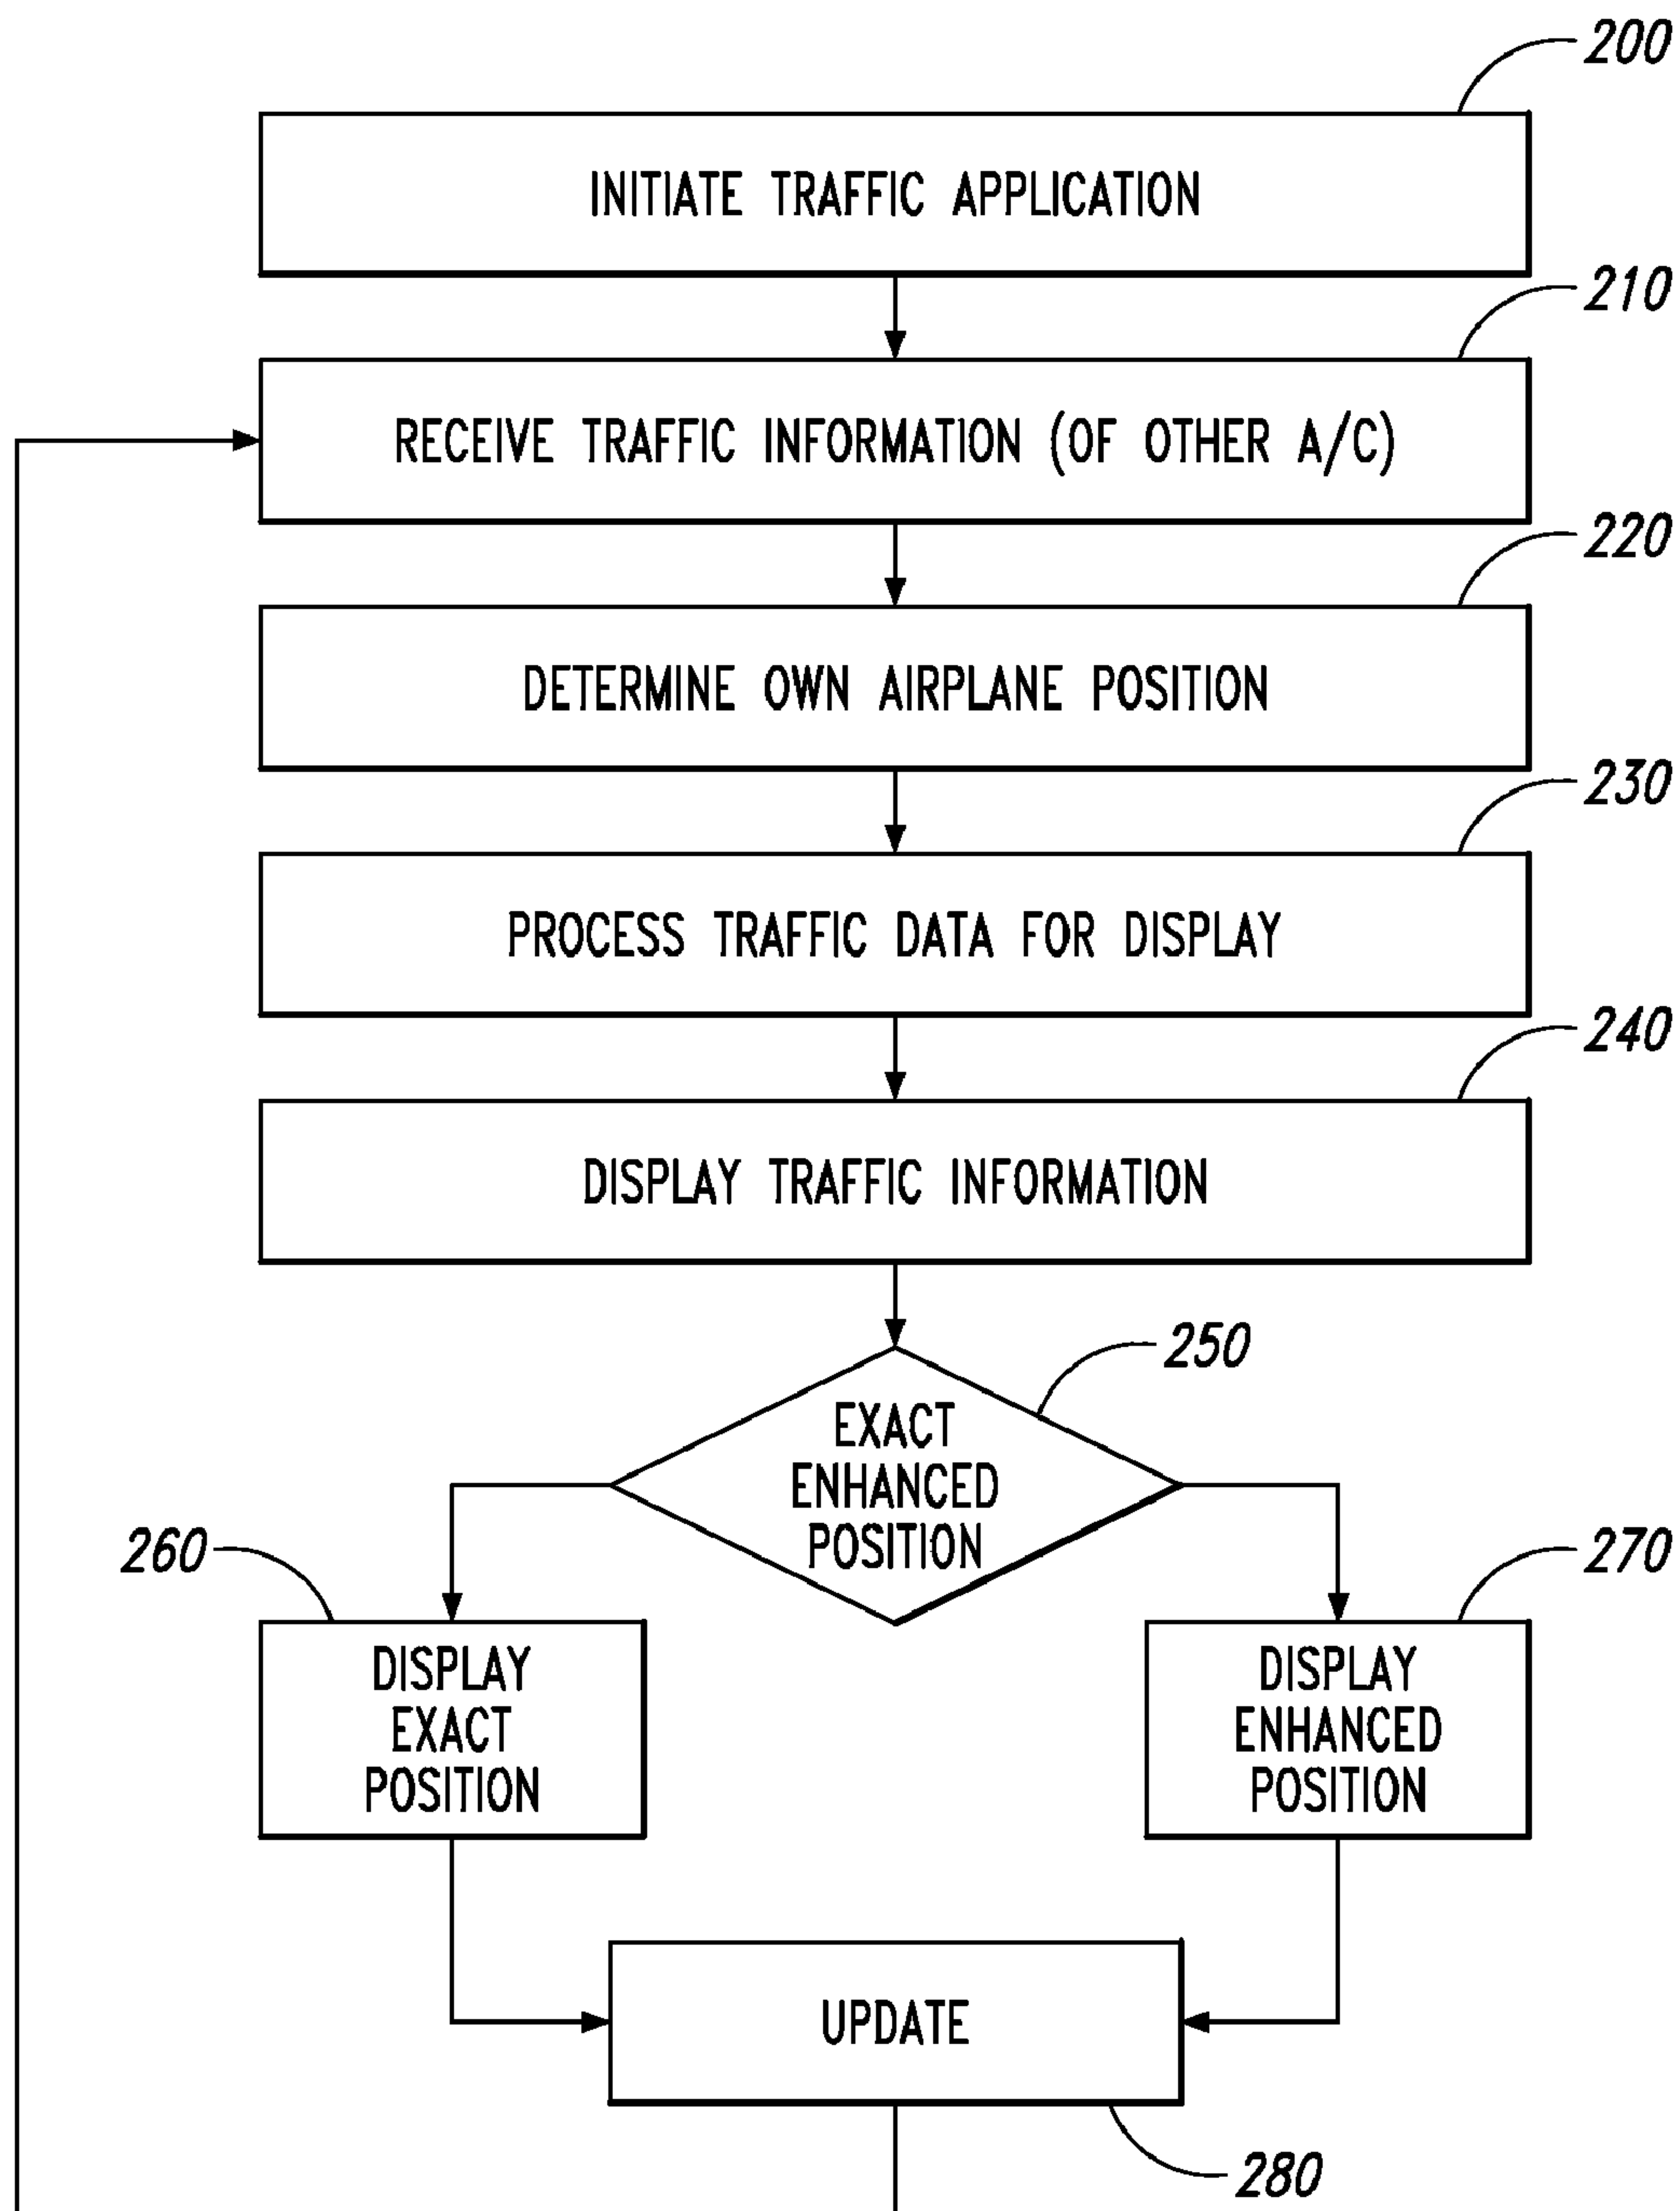 200
INITIATE TRAFFIC APPLICATION
210
RECEIVE TRAFFIC INFORMATION (OF OTHER A/C)
220
DETERMINE OWN AIRPLANE POSITION
230
PROCESS TRAFFIC DATA FOR DISPLAY
240
DISPLAY TRAFFIC INFORMATION
250
EXACT
ENHANCED
POSITION
260
DISPLAY
EXACT
POSITION
270
DISPLAY
ENHANCED
POSITION
UPDATE
280